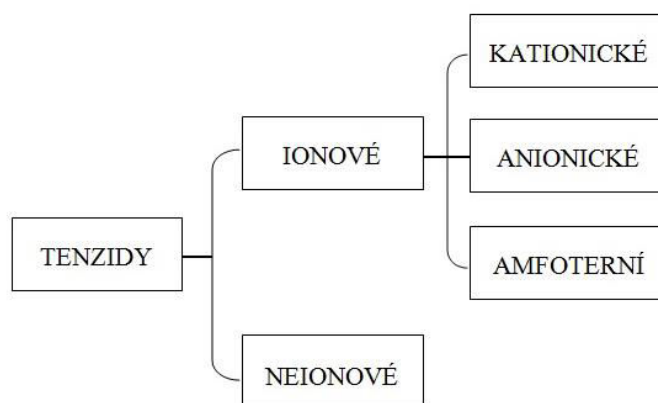 KATIONICKÉ
IONOVÉ
ANIONICKÉ
TENZIDY
AMFOTERNÍ
NEIONOVÉ